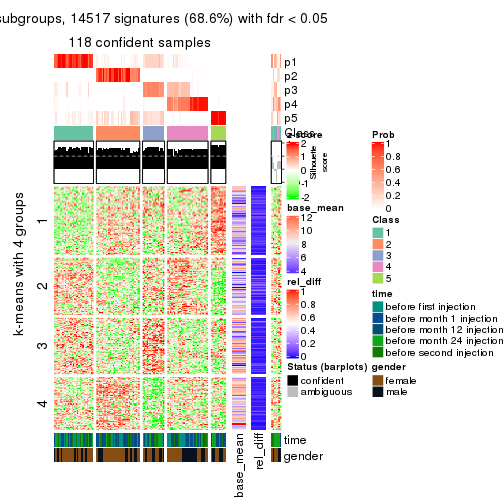 subgroups, 14517 signatures (68.6%) with fdr < 0.05
118 confident samples
p1
p2
p3
p4
p5
Class
1
2
3
4
k-means with 4 groups
Silhouette score
z-score
2
1
0
-1
-2
base_mean
12
10
8
6
4
rel_diff
1
0.8
0.6
0.4
0.2
0
Status (barplots)
confident
ambiguous
Prob
1
0.8
0.6
0.4
0.2
0
Class
1
2
3
4
5
time
before first injection
before month 1 injection
before month 12 injection
before month 24 injection
before second injection
gender
female
male
time
gender
base_mean
rel_diff